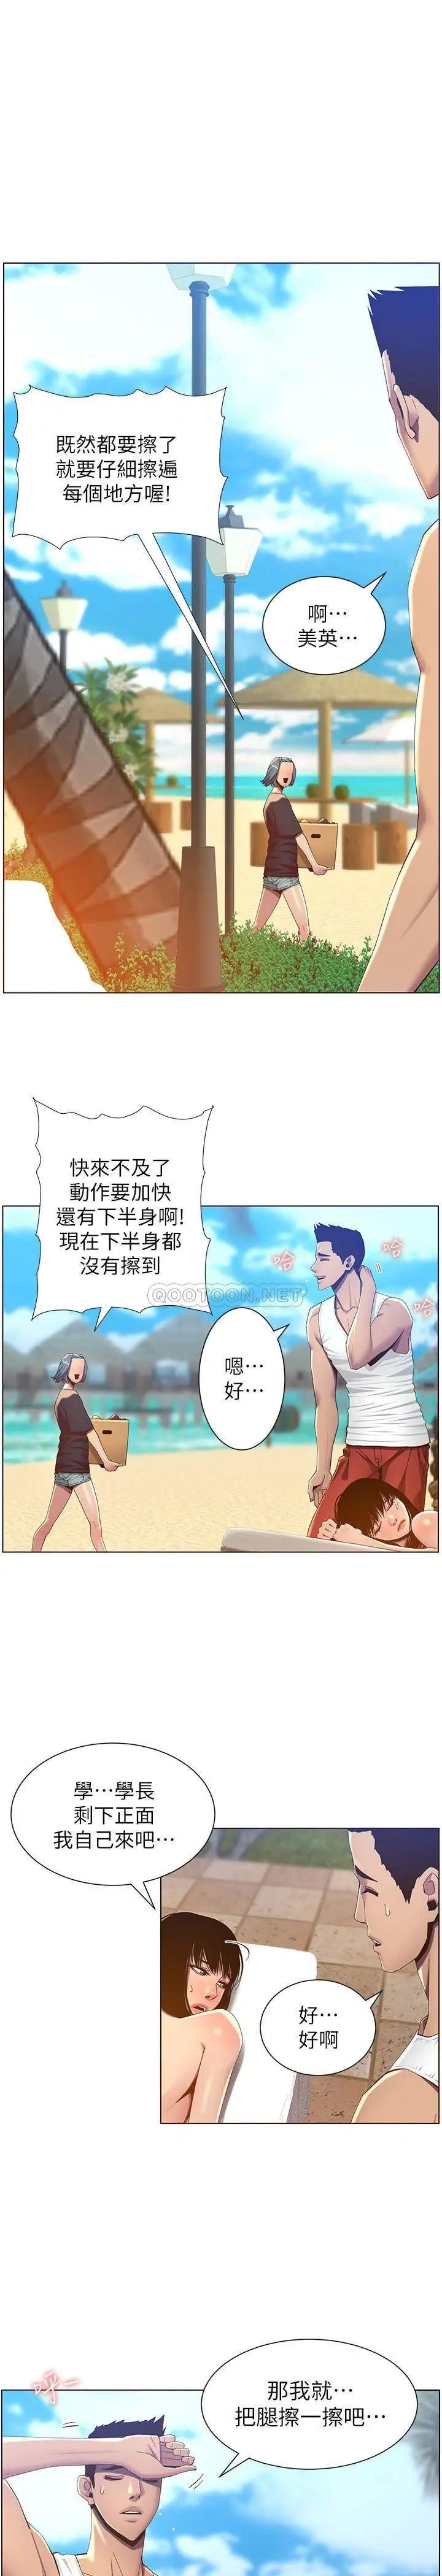 既然都要擦了
就要仔細擦遍
每個地方喔!
啊⋯
美英⋯
快來不及了
動作要加快
還有下半身啊!
現在下半身都
沒有擦到
哈
哈
哈
QOOTOON.NET
嗯⋯
好⋯
學⋯學長
剩下正面
我自己來吧⋯
好⋯
好啊
呼—
那我就⋯
把腿擦一擦吧⋯